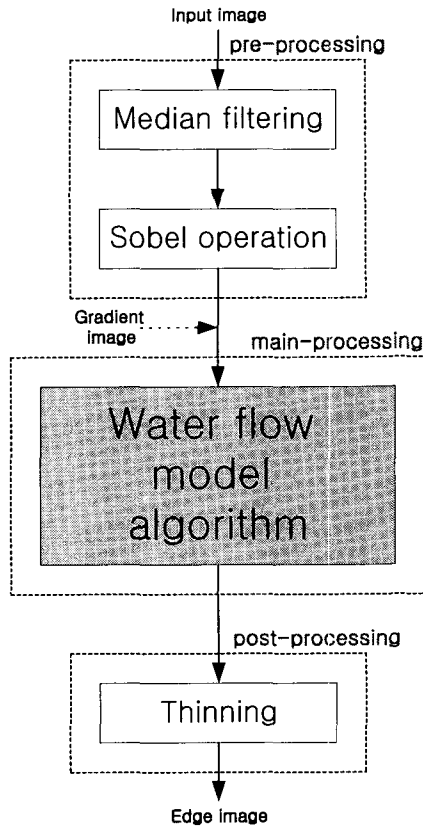 Input image
pre-processing
Median filtering
Sobel operation
Gradient
image
main-processing
Water flow
model
algorithm
post-processing
Thinning
Edge image